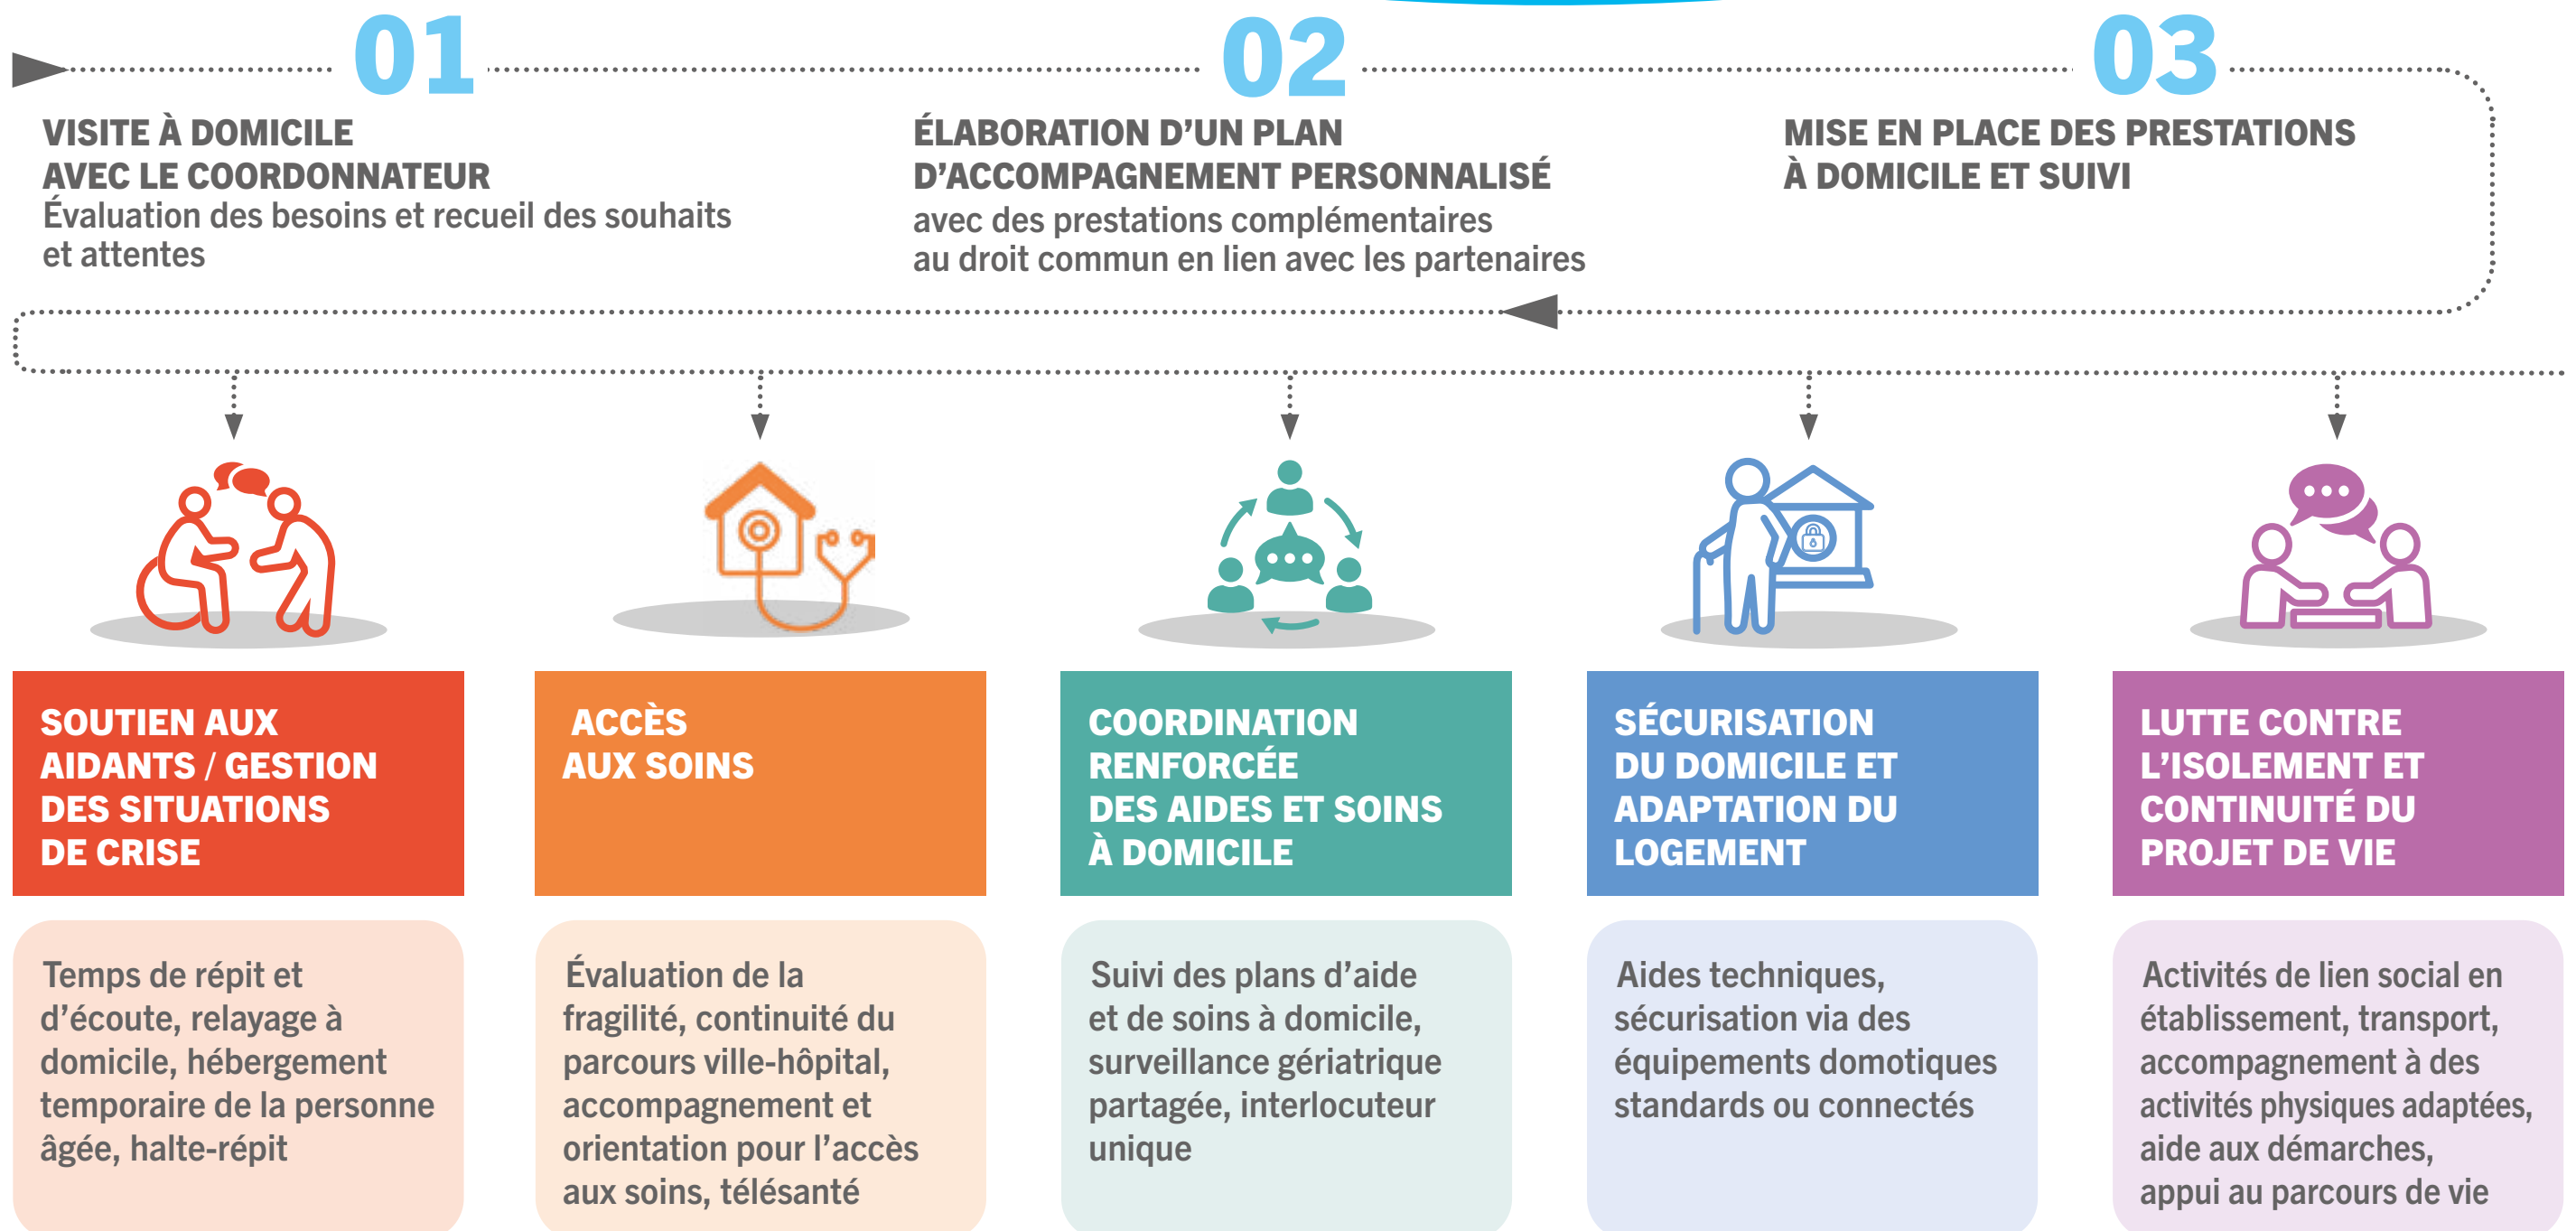 01
VISITE À DOMICILE
AVEC LE COORDONNATEUR
Évaluation des besoins et recueil des souhaits
et attentes
02
ÉLABORATION D’UN PLAN
D’ACCOMPAGNEMENT PERSONNALISÉ
avec des prestations complémentaires
au droit commun en lien avec les partenaires
03
MISE EN PLACE DES PRESTATIONS
À DOMICILE ET SUIVI
SOUTIEN AUX
AIDANTS / GESTION
DES SITUATIONS
DE CRISE
Temps de répit et
d’écoute, relayage à
domicile, hébergement
temporaire de la personne
âgée, halte-répit
ACCÈS
AUX SOINS
Évaluation de la
fragilité, continuité du
parcours ville-hôpital,
accompagnement et
orientation pour l’accès
aux soins, télésanté
COORDINATION
RENFORCÉE
DES AIDES ET SOINS
À DOMICILE
Suivi des plans d’aide
et de soins à domicile,
surveillance gériatrique
partagée, interlocuteur
unique
SÉCURISATION
DU DOMICILE ET
ADAPTATION DU
LOGEMENT
Aides techniques,
sécurisation via des
équipements domotiques
standards ou connectés
LUTTE CONTRE
L’ISOLEMENT ET
CONTINUITÉ DU
PROJET DE VIE
Activités de lien social en
établissement, transport,
accompagnement à des
activités physiques adaptées,
aide aux démarches,
appui au parcours de vie